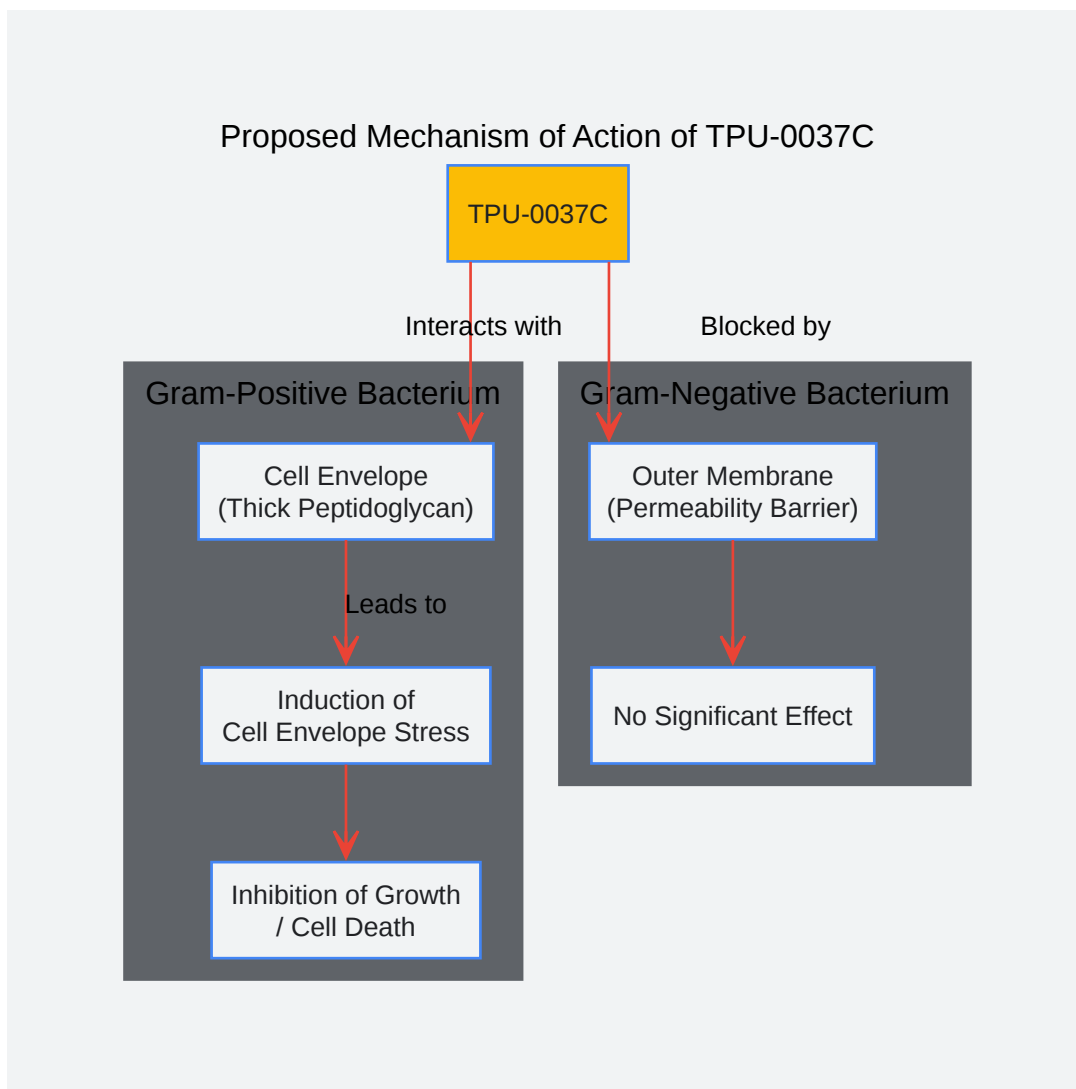 Proposed Mechanism of Action of TPU-0037C
TPU-0037C
Interacts with
Blocked by
Gram-Positive Bacterium
Gram-Negative Bacterium
Cell Envelope
(Thick Peptidoglycan)
Outer Membrane
(Permeability Barrier)
Leads to
Induction of
Cell Envelope Stress
No Significant Effect
Inhibition of Growth
/ Cell Death